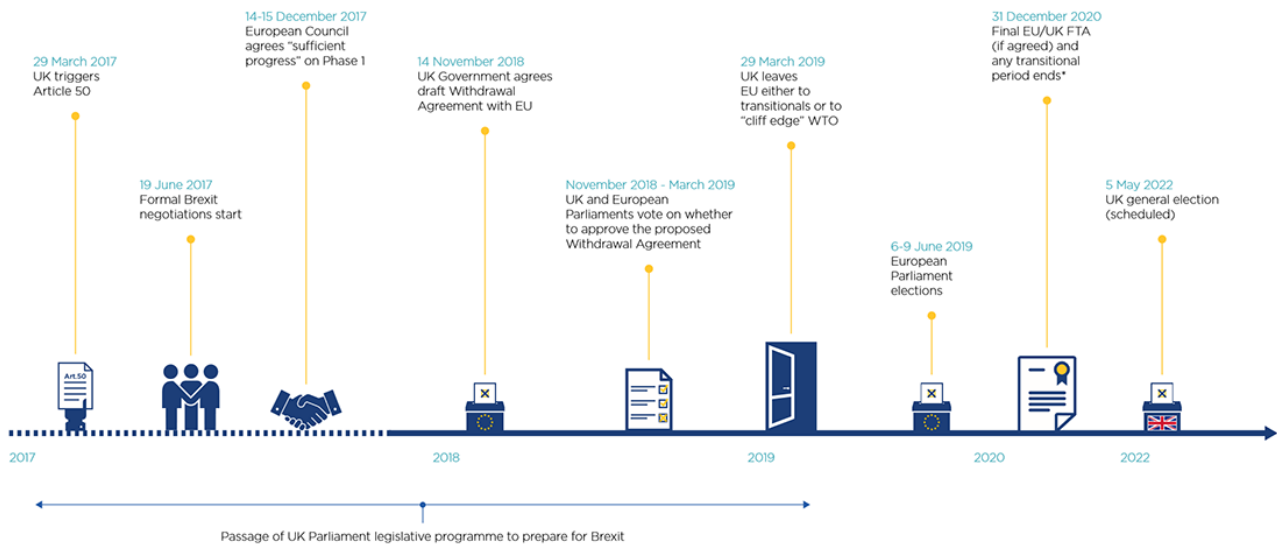 29 March 2017
UK triggers
Article 50
19 June 2017
Formal Brexit
negotiations start
14-15 December 2017
European Council
agrees “sufficient
progress” on Phase 1
14 November 2018
UK Government agrees
draft Withdrawal
Agreement with EU
November 2018 - March 2019
UK and European
Parliaments vote on whether
to approve the proposed
Withdrawal Agreement
29 March 2019
UK leaves
EU either to
transitionals or to
“cliff edge” WTO
6-9 June 2019
European
Parliament
elections
31 December 2020
Final EU/UK FTA
(if agreed) and
any transitional
period ends*
5 May 2022
UK general election
(scheduled)
Art.50
2017
2018
2019
2020
2022
Passage of UK Parliament legislative programme to prepare for Brexit